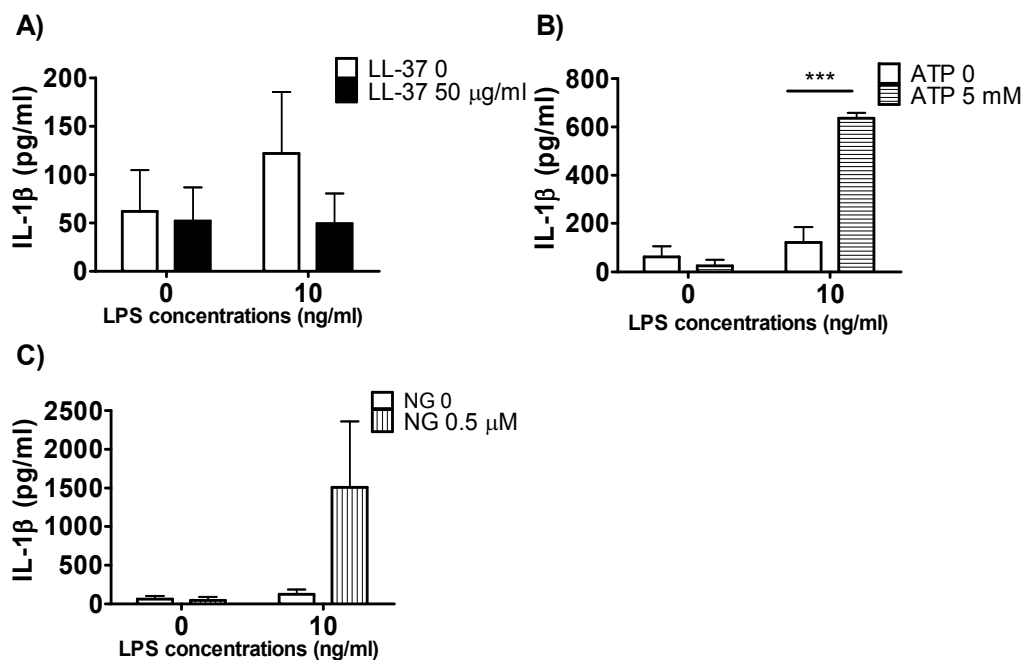 A)
LL-37 0
LL-37 50 μg/ml
200
150
100
50
0
IL-1β (pg/ml)
0 10
LPS concentrations (ng/ml)
B)
ATP 0
ATP 5 mM
***
800
600
400
200
0
IL-1β (pg/ml)
0 10
LPS concentrations (ng/ml)
C)
NG 0
NG 0.5 μM
2500
2000
1500
1000
500
0
IL-1β (pg/ml)
0 10
LPS concentrations (ng/ml)